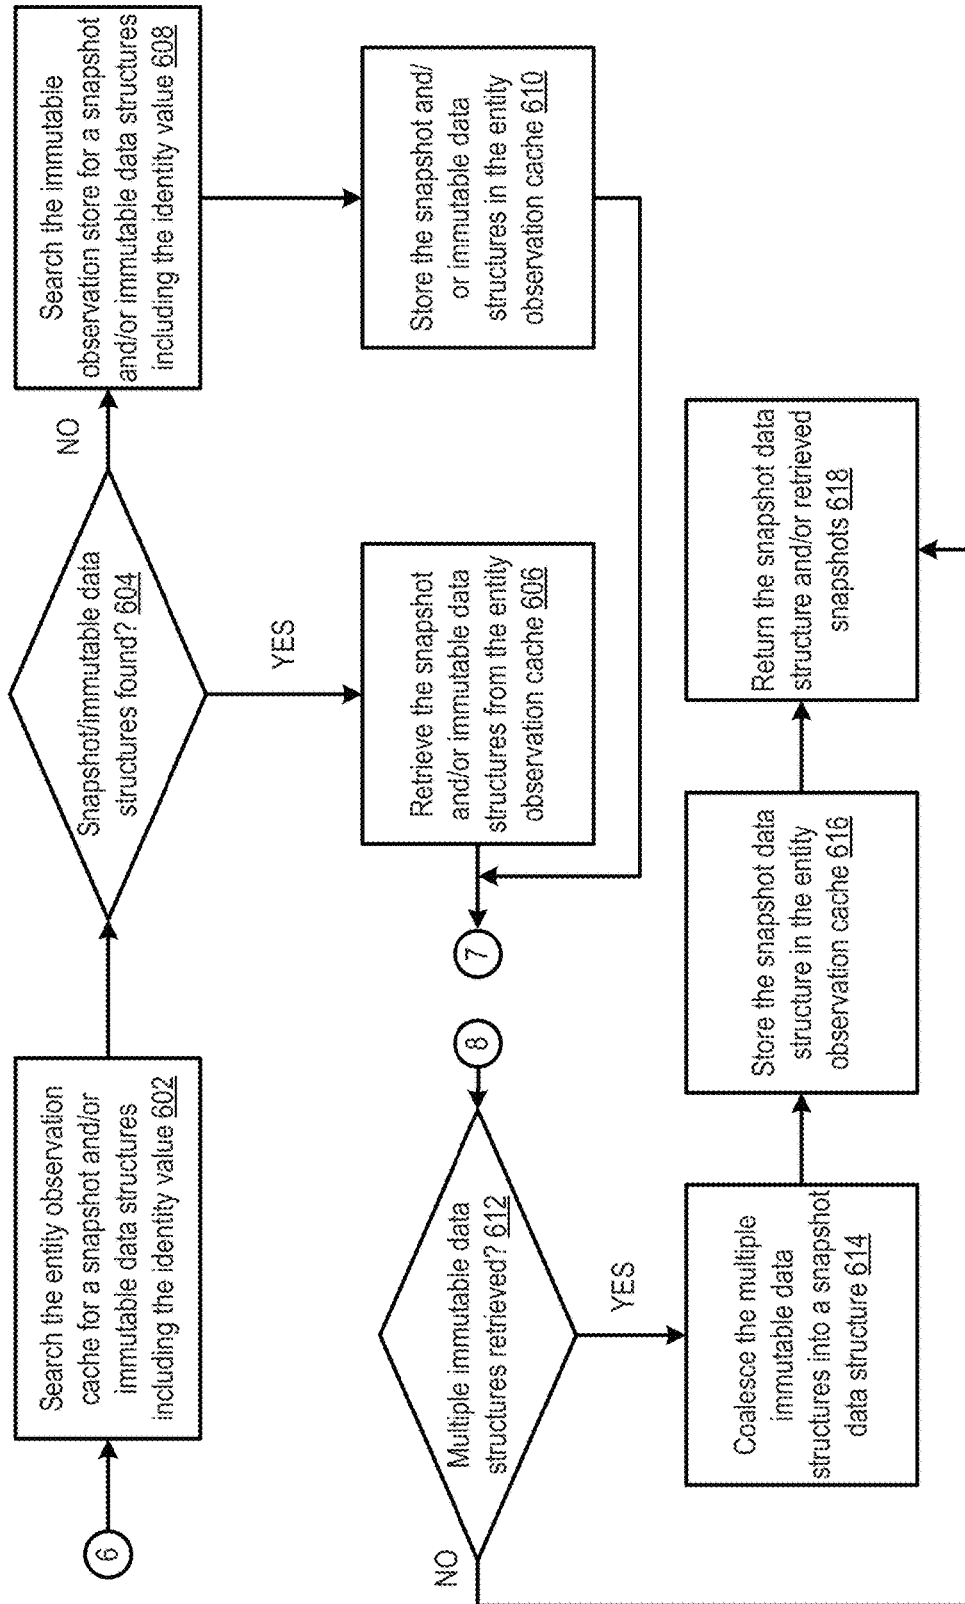 6
Search the entity observation
cache for a snapshot and/or
immutable data structures
including the identity value 602
Snapshot/immutable data
structures found? 604
NO
Search the immutable
observation store for a snapshot
and/or immutable data structures
including the identity value 608
YES
Retrieve the snapshot
and/or immutable data
structures from the entity
observation cache 606
Store the snapshot and/
or immutable data
structures in the entity
observation cache 610
7
8
Multiple immutable data
structures retrieved? 612
NO
YES
Coalesce the multiple
immutable data
structures into a snapshot
data structure 614
Store the snapshot data
structure in the entity
observation cache 616
Return the snapshot data
structure and/or retrieved
snapshots 618